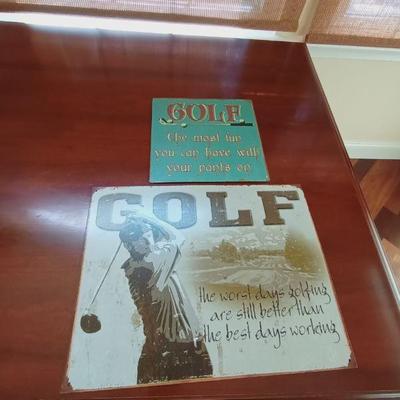 GOLF
The most fun
you can have with
your pants on
GOLF
the worst days golfing
are still better than
the best days working